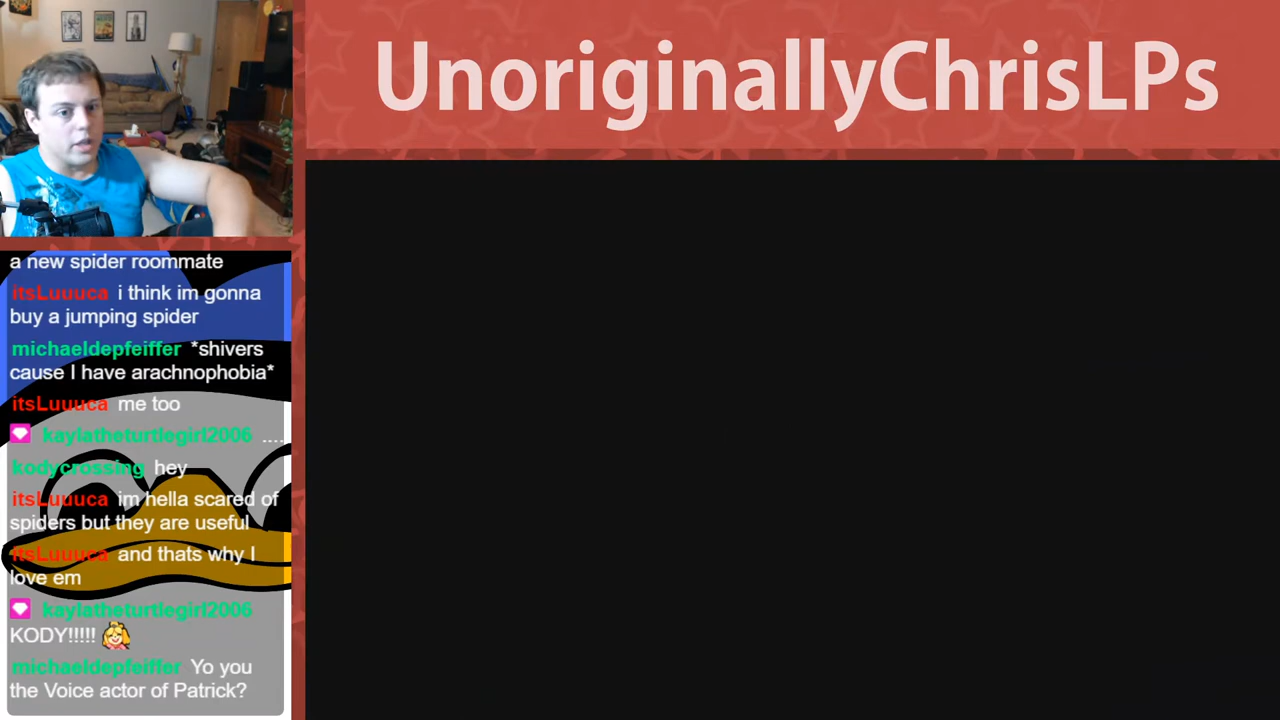 UnoriginallyChrisLPs
a new spider roommate
itsLuuuca i think im gonna
buy a jumping spider
michaeldepfeiffer *shivers
cause I have arachnophobia*
itsLuuuca me too
kaylatheturtlegirl2006 ....
kodycrossing hey
itsLuuuca im hella scared of
spiders but they are useful
itsLuuuca and thats why I
love em
kaylatheturtlegirl2006
KODY!!!!!
michaeldepfeiffer Yo you
the Voice actor of Patrick?